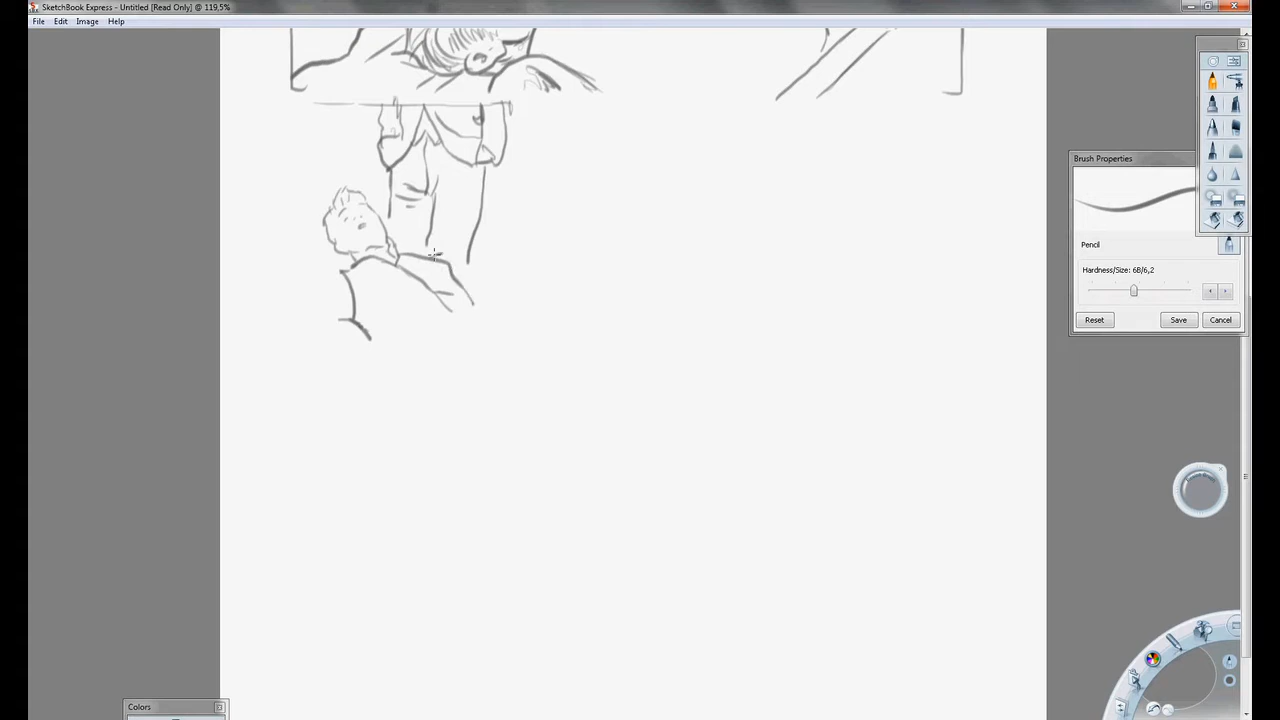 SketchBook Express - Untitled [Read Only] @ 119,5%
File Edit Image Help
Brush Properties
Pencil
Hardness/Size: 6B/6,2
Reset Save Cancel
Colors